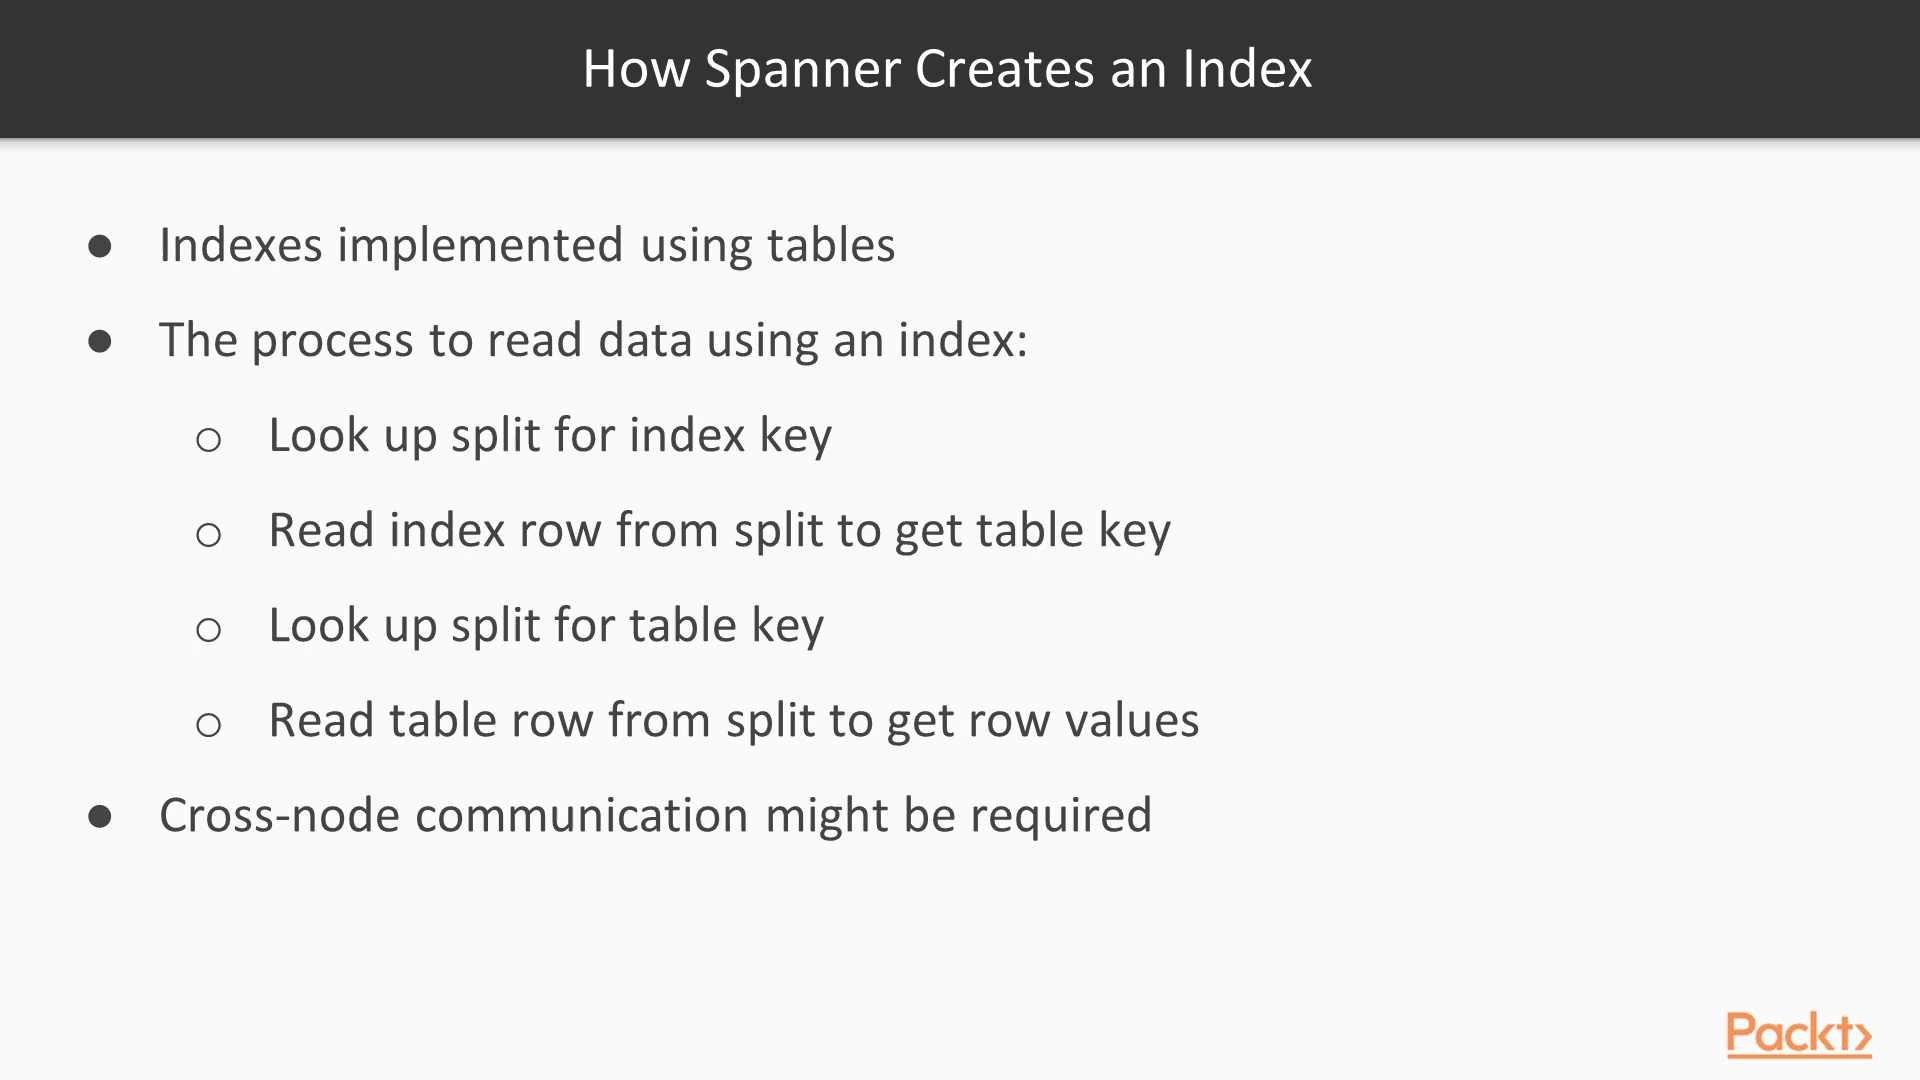 How Spanner Creates an Index
● Indexes implemented using tables
● The process to read data using an index:
○ Look up split for index key
○ Read index row from split to get table key
○ Look up split for table key
○ Read table row from split to get row values
● Cross-node communication might be required
Packt>